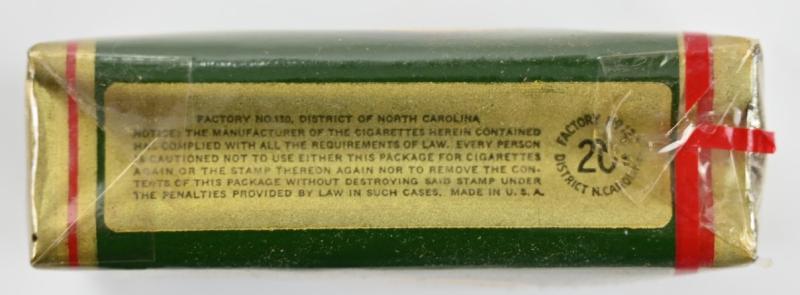 FACTORY NO. 130, DISTRICT OF NORTH CAROLINA
NOTICE: THE MANUFACTURER OF THE CIGARETTES HEREIN CONTAINED
HAS COMPLIED WITH ALL THE REQUIREMENTS OF LAW. EVERY PERSON
IS CAUTIONED NOT TO USE EITHER THIS PACKAGE FOR CIGARETTES
AGAIN OR THE STAMP THEREON AGAIN NOR TO REMOVE THE CON-
TENTS OF THIS PACKAGE WITHOUT DESTROYING SAID STAMP UNDER
THE PENALTIES PROVIDED BY LAW IN SUCH CASES. MADE IN U.S.A.
FACTORY NO
20
DISTRICT N. CAROLINA